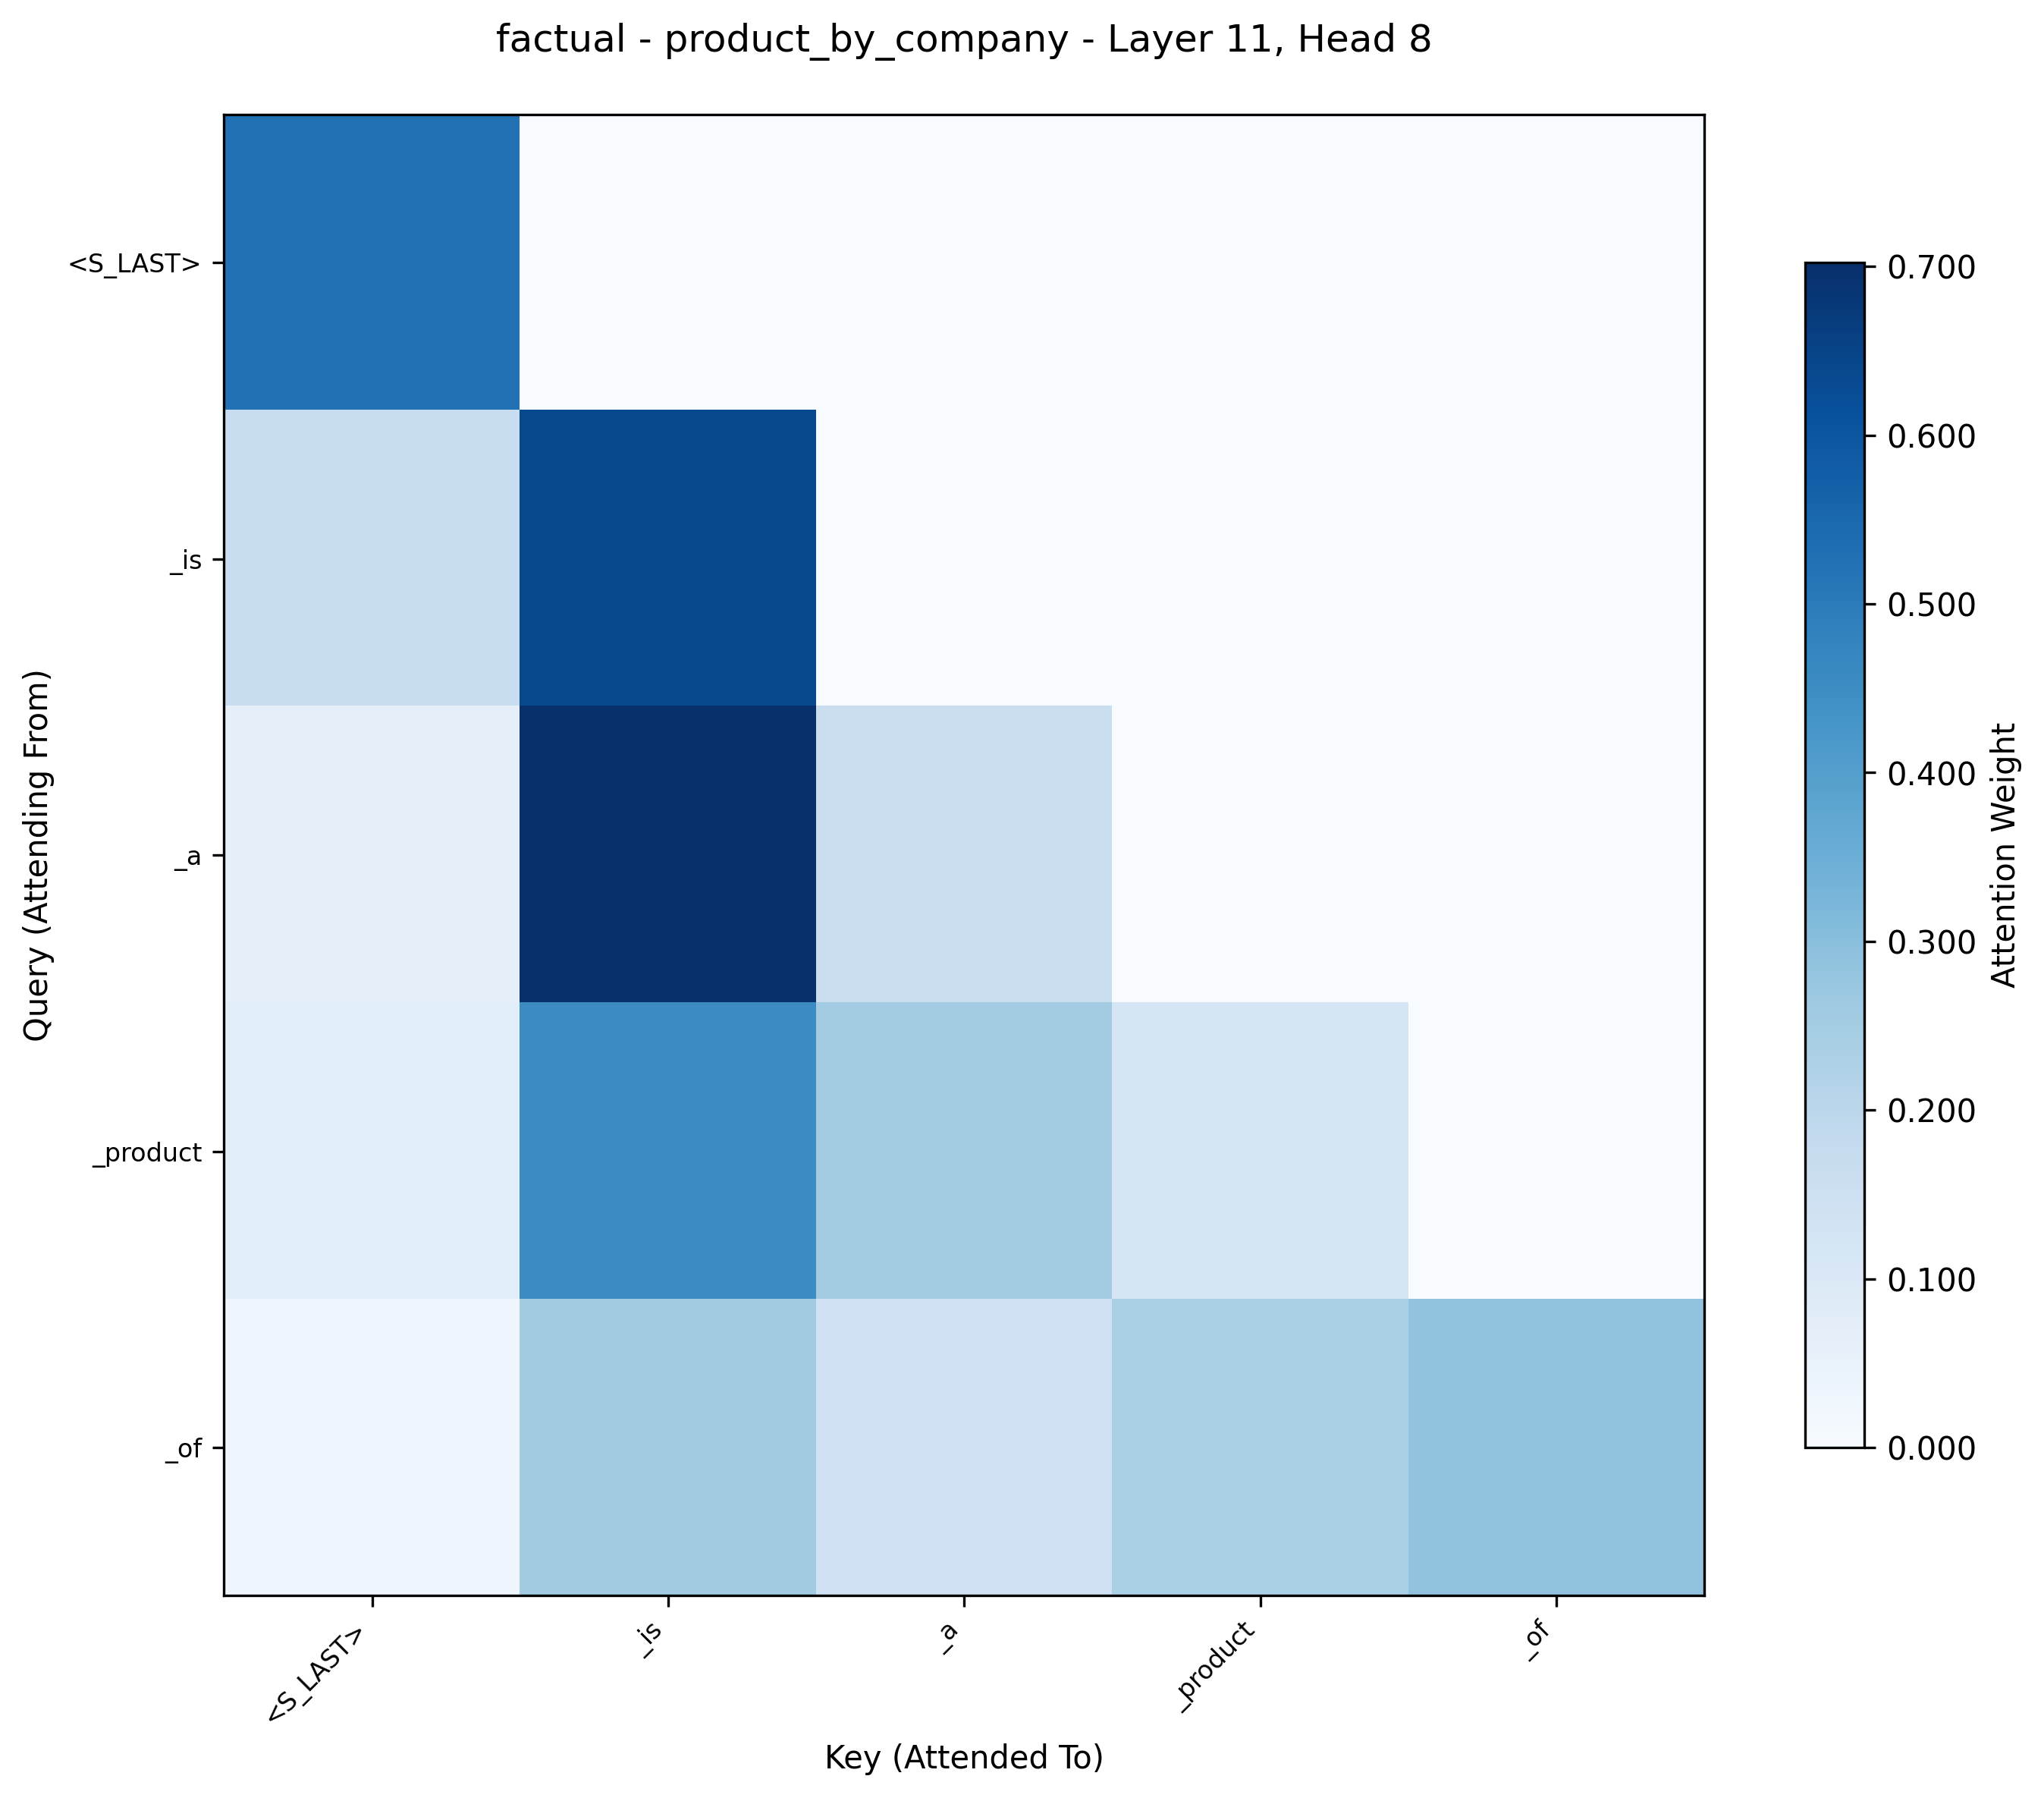 factual - product_by_company - Layer 11, Head 8
Query (Attending From)
<S_LAST>
_is
_a
_product
_of
<S_LAST>
_is
_a
_product
_of
Key (Attended To)
0.700
0.600
0.500
0.400
0.300
0.200
0.100
0.000
Attention Weight